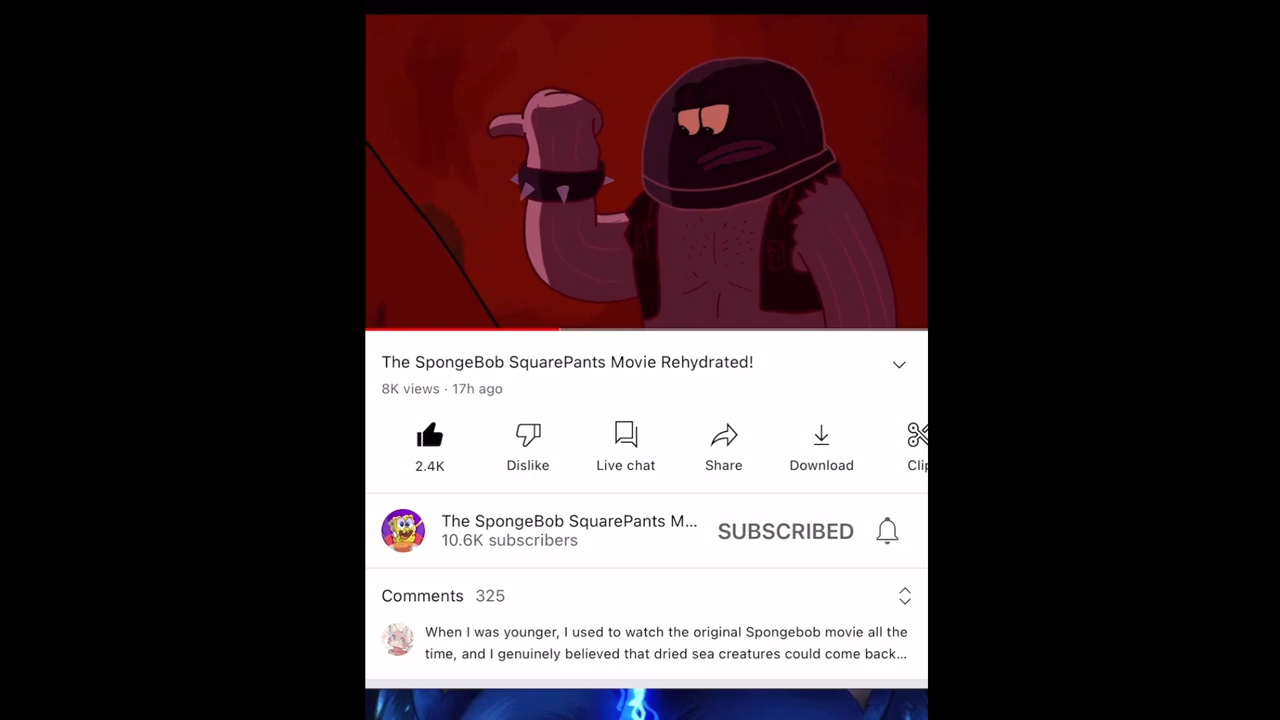 The SpongeBob SquarePants Movie Rehydrated!
8K views · 17h ago
2.4K
Dislike
Live chat
Share
Download
Clip
The SpongeBob SquarePants M...
10.6K subscribers
SUBSCRIBED
Comments 325
When I was younger, I used to watch the original Spongebob movie all the
time, and I genuinely believed that dried sea creatures could come back...